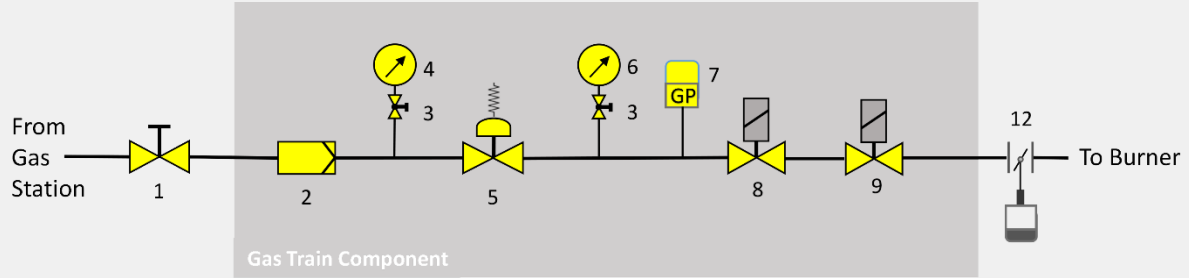 4
6
7
3
3
GP
12
From
Gas
Station
To Burner
1
2
5
8
9
Gas Train Component